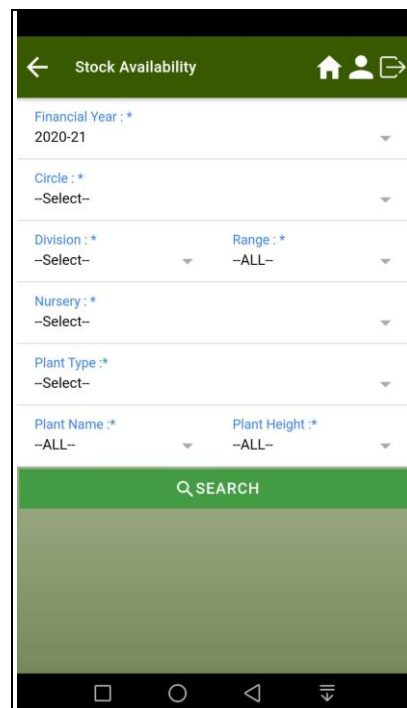 Stock Availability
Financial Year : *
2020-21
Circle : *
--Select--
Division : * Range : *
--Select-- --ALL--
Nursery : *
--Select--
Plant Type :*
--Select--
Plant Name :* Plant Height :*
--ALL-- --ALL--
SEARCH